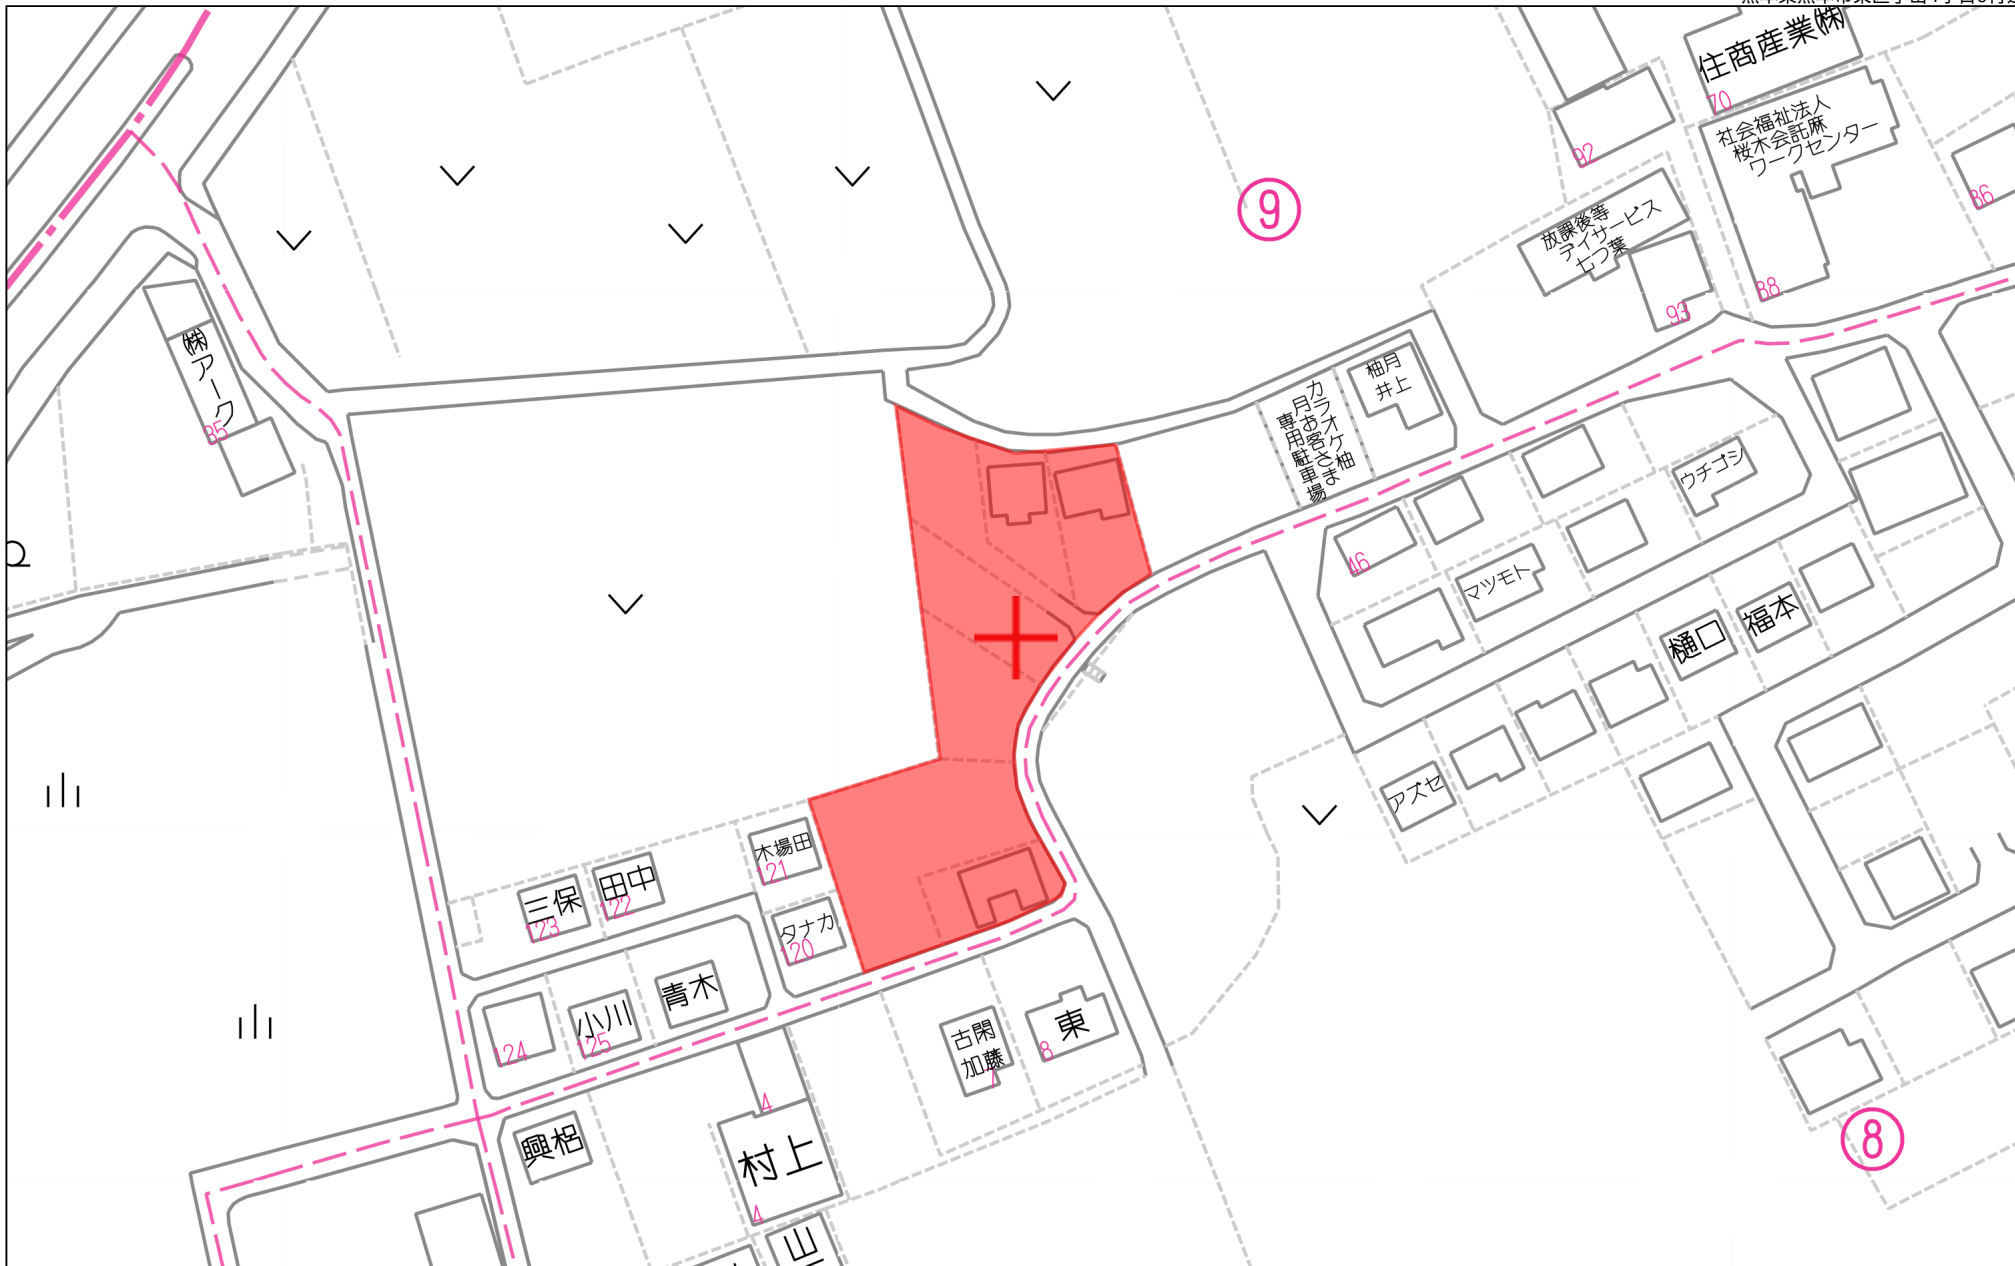 住商産業㈱
70
社会福祉法人
桜木会託麻
ワークセンター
92
86
9
放課後等
デイサービス
七つ葉
88
93
㈱アーク
85
柚月
井上
カラオケ柚
月お客さま
専用駐車場
ウチゴシ
46
マツモト
福本
樋口
アズセ
木場田
121
田中
122
三保
123
タナカ
120
青木
小川
125
124
古閑
加藤
7
東
8
4
村上
4
興梠
8
山